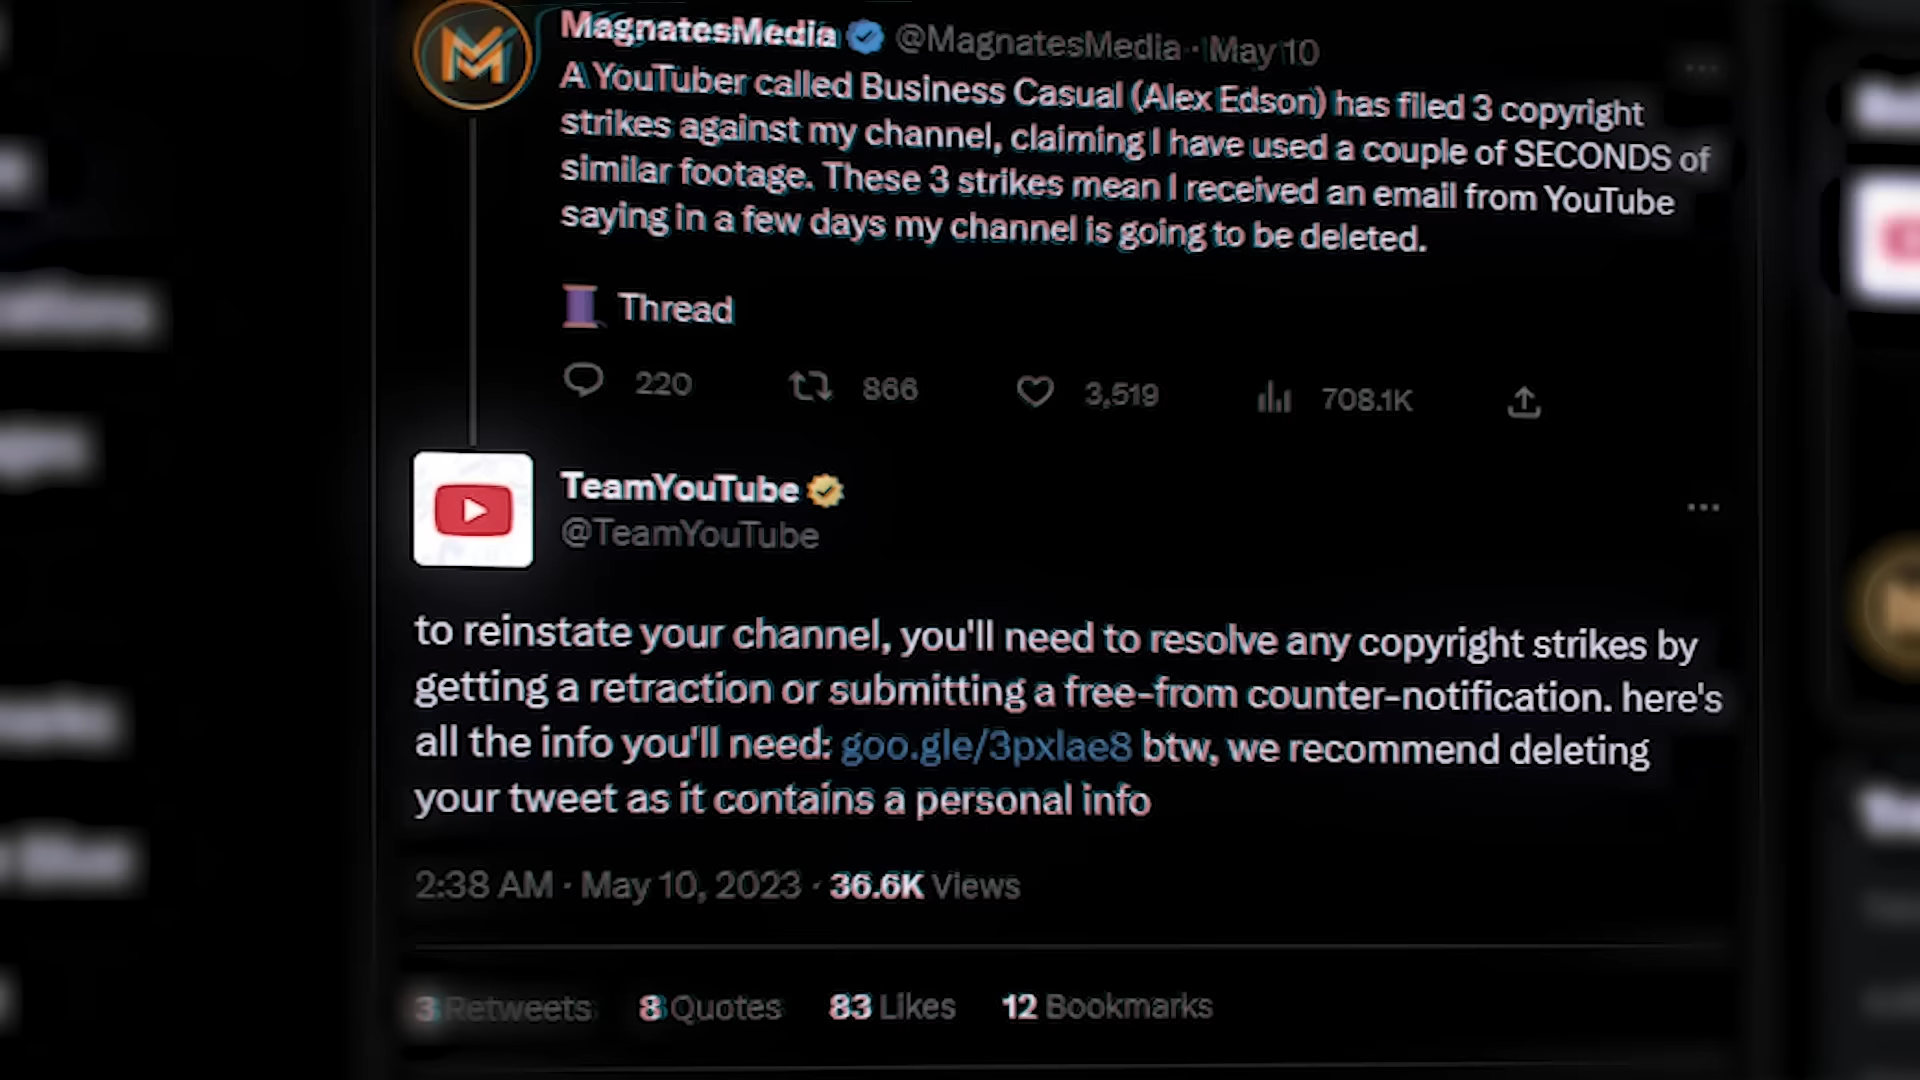 MagnatesMedia @MagnatesMedia · May 10
A YouTuber called Business Casual (Alex Edson) has filed 3 copyright
strikes against my channel, claiming I have used a couple of SECONDS of
similar footage. These 3 strikes mean I received an email from YouTube
saying in a few days my channel is going to be deleted.
Thread
220 866 3,519 708.1K
TeamYouTube
@TeamYouTube
to reinstate your channel, you'll need to resolve any copyright strikes by
getting a retraction or submitting a free-from counter-notification. here's
all the info you'll need: goo.gle/3pxlae8 btw, we recommend deleting
your tweet as it contains a personal info
2:38 AM · May 10, 2023 · 36.6K Views
3 Retweets 8 Quotes 83 Likes 12 Bookmarks